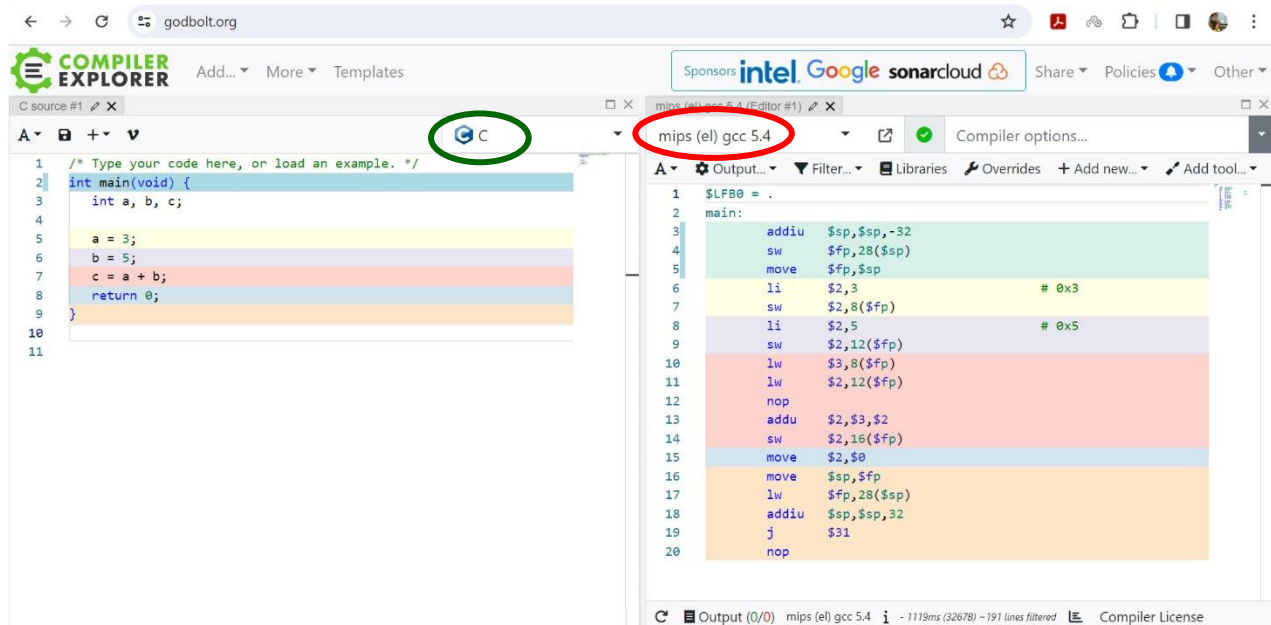 godbolt.org
COMPILER
EXPLORER
Add... More Templates
Sponsors intel. Google sonarcloud Share Policies Other
C source #1
mips (el) gcc 5.4 (Editor #1)
A + v
C
mips (el) gcc 5.4
Compiler options...
A Output... Filter... Libraries Overrides + Add new... Add tool...
1 /* Type your code here, or load an example. */
2 int main(void) {
3 int a, b, c;
4
5 a = 3;
6 b = 5;
7 c = a + b;
8 return 0;
9 }
10
11
1 $LFB0 = .
2 main:
3 addiu $sp,$sp,-32
4 sw $fp,28($sp)
5 move $fp,$sp
6 li $2,3 # 0x3
7 sw $2,8($fp)
8 li $2,5 # 0x5
9 sw $2,12($fp)
10 lw $3,8($fp)
11 lw $2,12($fp)
12 nop
13 addu $2,$3,$2
14 sw $2,16($fp)
15 move $2,$0
16 move $sp,$fp
17 lw $fp,28($sp)
18 addiu $sp,$sp,32
19 j $31
20 nop
Output (0/0) mips (el) gcc 5.4 i - 1119ms (3267B) ~191 lines filtered Compiler License